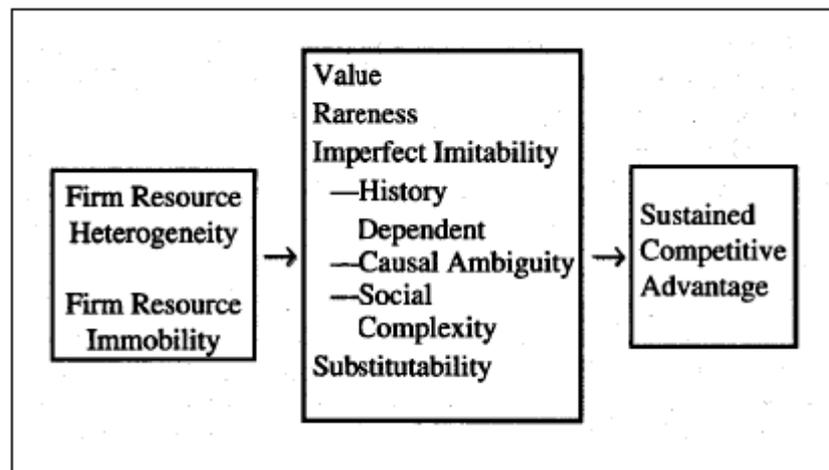 Firm Resource
Heterogeneity
Firm Resource
Immobility
Value
Rareness
Imperfect Imitability
—History
Dependent
—Causal Ambiguity
—Social
Complexity
Substitutability
Sustained
Competitive
Advantage